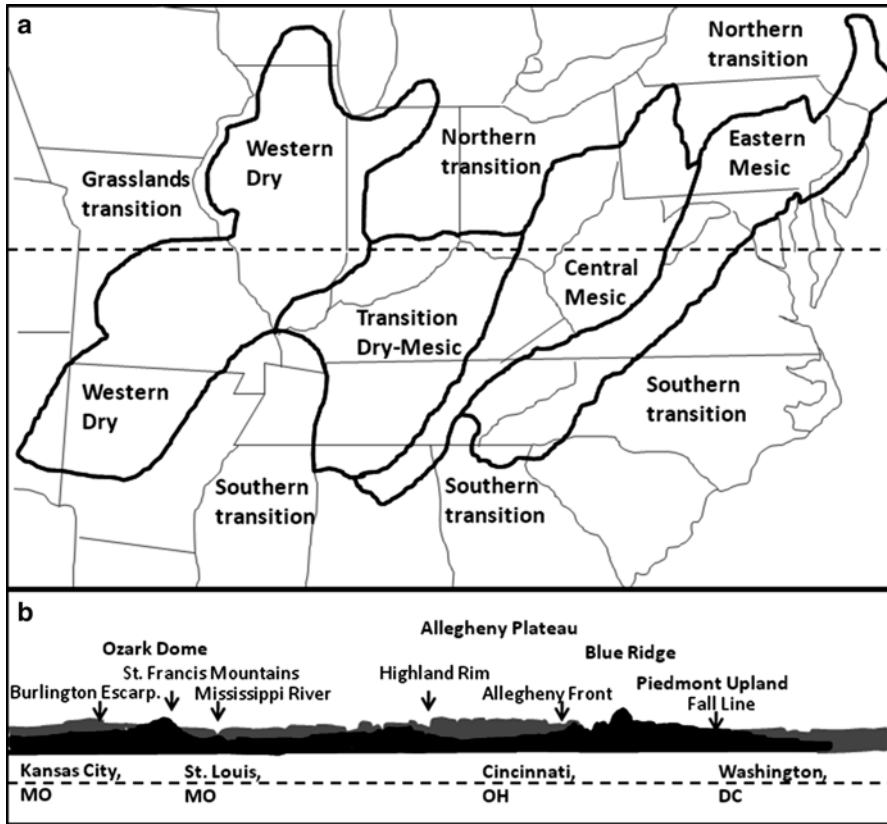 a
Northern
transition
Western
Dry
Northern
transition
Eastern
Mesic
Grasslands
transition
Central
Mesic
Transition
Dry-Mesic
Western
Dry
Southern
transition
Southern
transition
Southern
transition
b
Allegheny Plateau
Ozark Dome
Blue Ridge
St. Francis Mountains
Highland Rim
Piedmont Upland
Burlington Escarp.
Mississippi River
Allegheny Front
Fall Line
Kansas City,
MO
St. Louis,
MO
Cincinnati,
OH
Washington,
DC